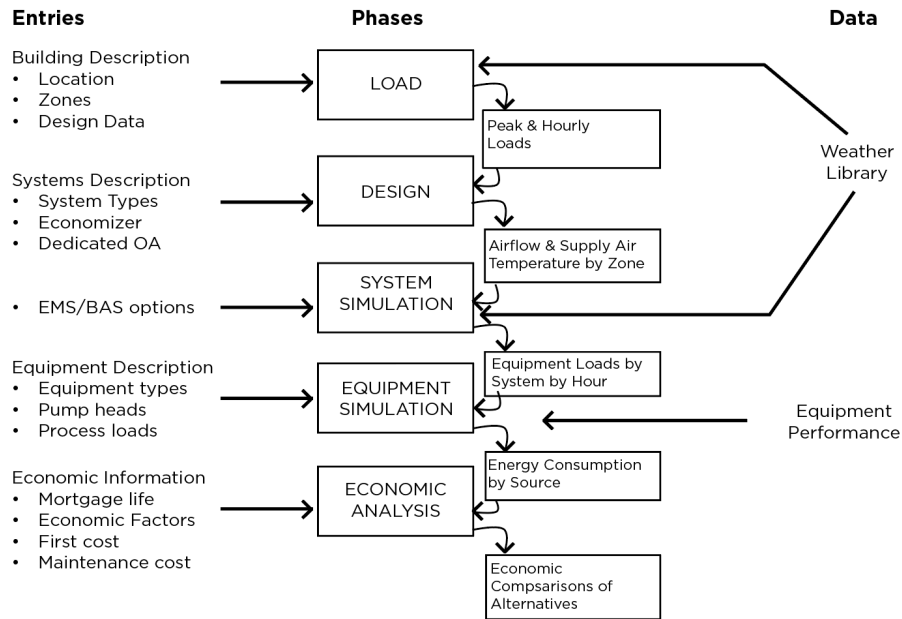 Entries
Phases
Data
Building Description
• Location
• Zones
• Design Data
LOAD
Peak & Hourly
Loads
Weather
Library
Systems Description
• System Types
• Economizer
• Dedicated OA
DESIGN
Airflow & Supply Air
Temperature by Zone
• EMS/BAS options
SYSTEM
SIMULATION
Equipment Loads by
System by Hour
Equipment Description
• Equipment types
• Pump heads
• Process loads
EQUIPMENT
SIMULATION
Equipment
Performance
Energy Consumption
by Source
Economic Information
• Mortgage life
• Economic Factors
• First cost
• Maintenance cost
ECONOMIC
ANALYSIS
Economic
Compsarisons of
Alternatives